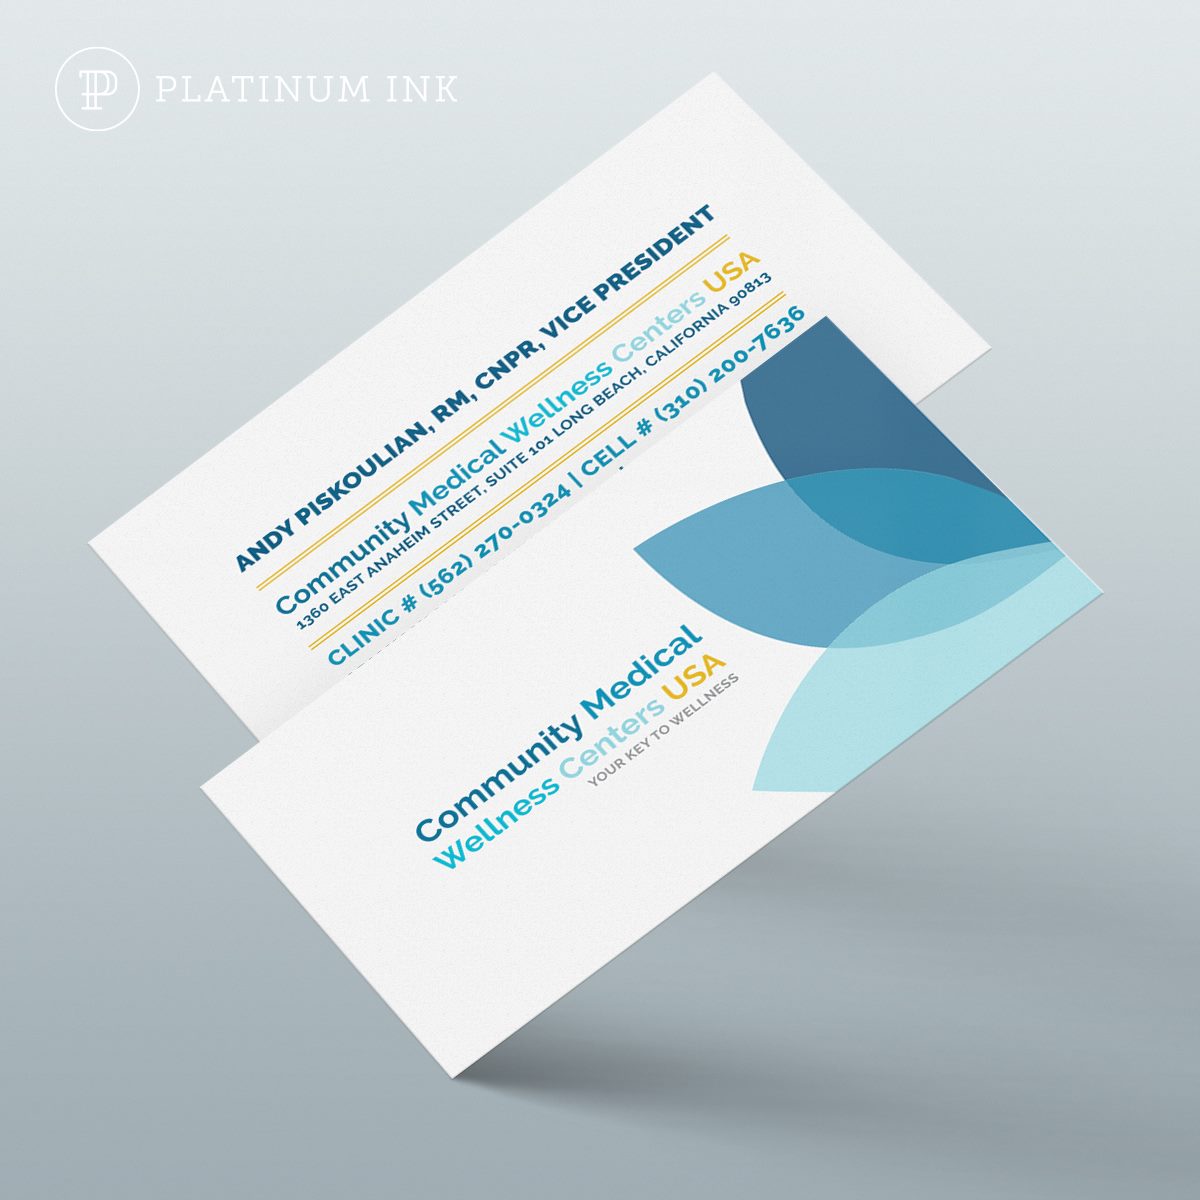 PLATINUM INK
ANDY PISKOULIAN, RM, CNPR, VICE PRESIDENT
Community Medical Wellness Centers USA
1360 EAST ANAHEIM STREET, SUITE 101 LONG BEACH, CALIFORNIA 90813
CLINIC # (562) 270-0324 | CELL # (310) 200-7636
Community Medical
Wellness Centers USA
YOUR KEY TO WELLNESS